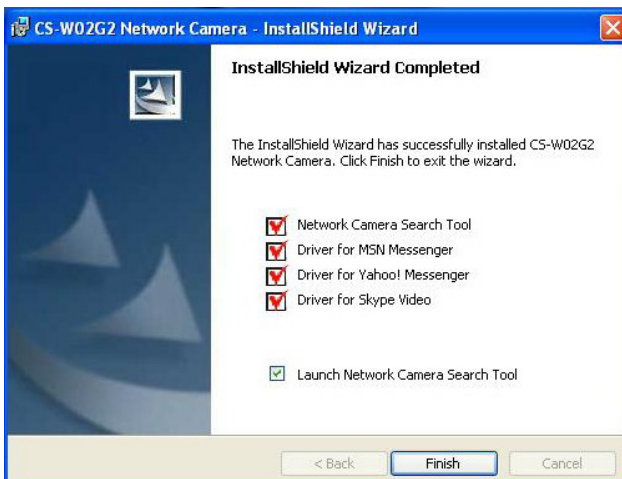 CS-W02G2 Network Camera - InstallShield Wizard
InstallShield Wizard Completed
The InstallShield Wizard has successfully installed CS-W02G2
Network Camera. Click Finish to exit the wizard.
Network Camera Search Tool
Driver for MSN Messenger
Driver for Yahoo! Messenger
Driver for Skype Video
Launch Network Camera Search Tool
< Back Finish Cancel